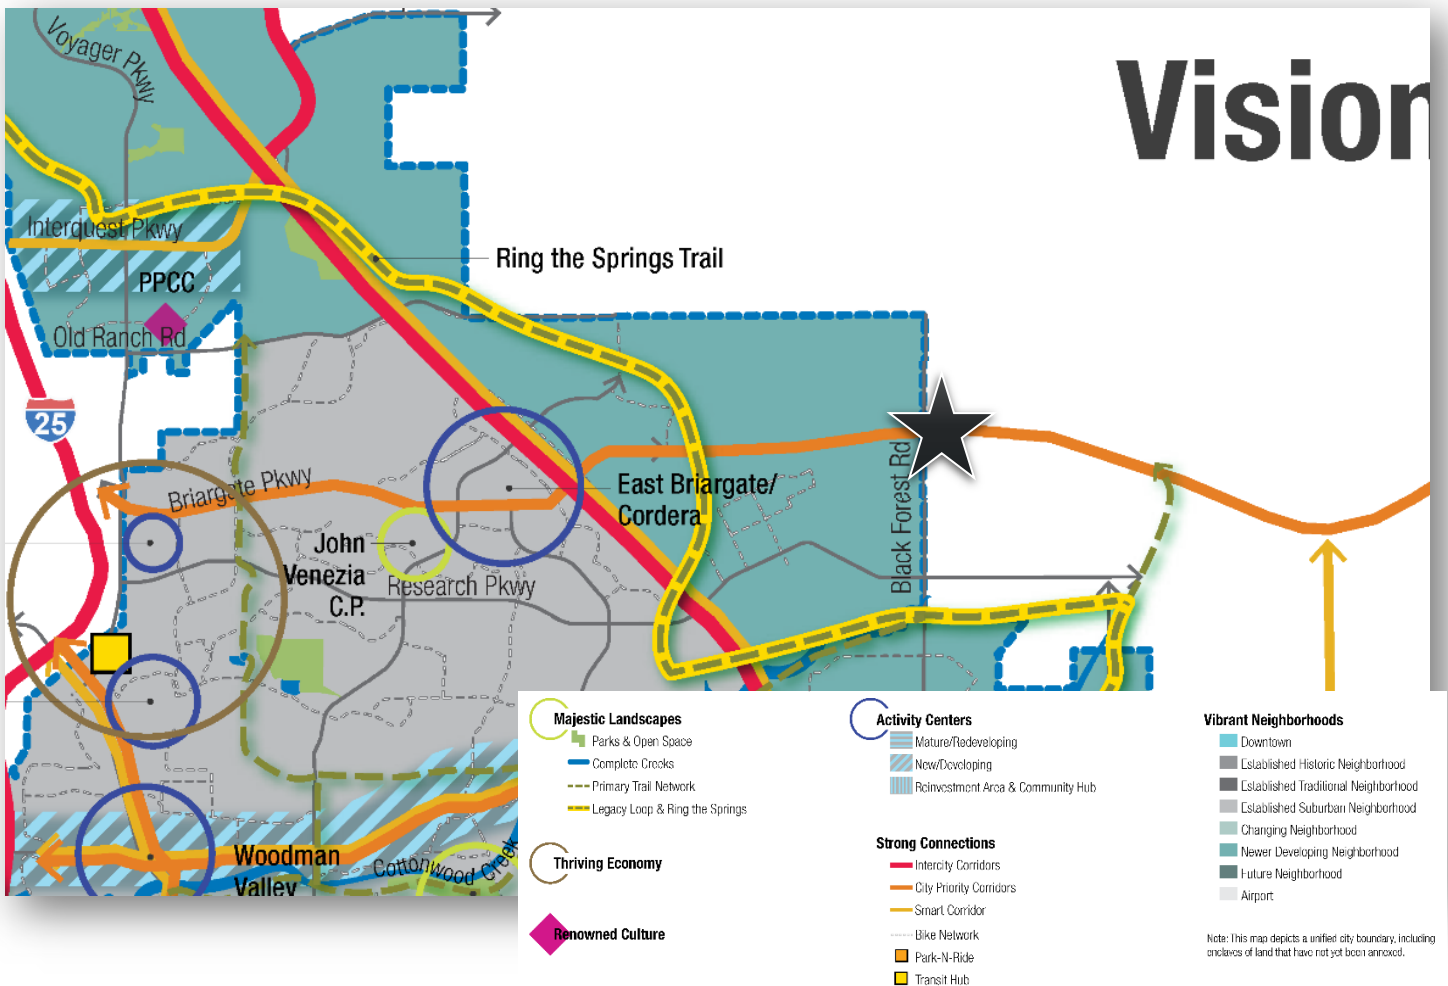 Voyager Pkwy
Vision
Interquest Pkwy
Ring the Springs Trail
PPCC
Old Ranch Rd
25
Briargate Pkwy
East Briargate/
Cordera
Black Forest Rd
John
Venezia
C.P.
Research Pkwy
Woodman
Valley
Cottonwood Creek
Majestic Landscapes
Parks & Open Space
Complete Creeks
Primary Trail Network
Legacy Loop & Ring the Springs
Thriving Economy
Renowned Culture
Activity Centers
Mature/Redeveloping
New/Developing
Reinvestment Area & Community Hub
Strong Connections
Intercity Corridors
City Priority Corridors
Smart Corridor
Bike Network
Park-N-Ride
Transit Hub
Vibrant Neighborhoods
Downtown
Established Historic Neighborhood
Established Traditional Neighborhood
Established Suburban Neighborhood
Changing Neighborhood
Newer Developing Neighborhood
Future Neighborhood
Airport
Note: This map depicts a unified city boundary, including
enclaves of land that have not yet been annexed.